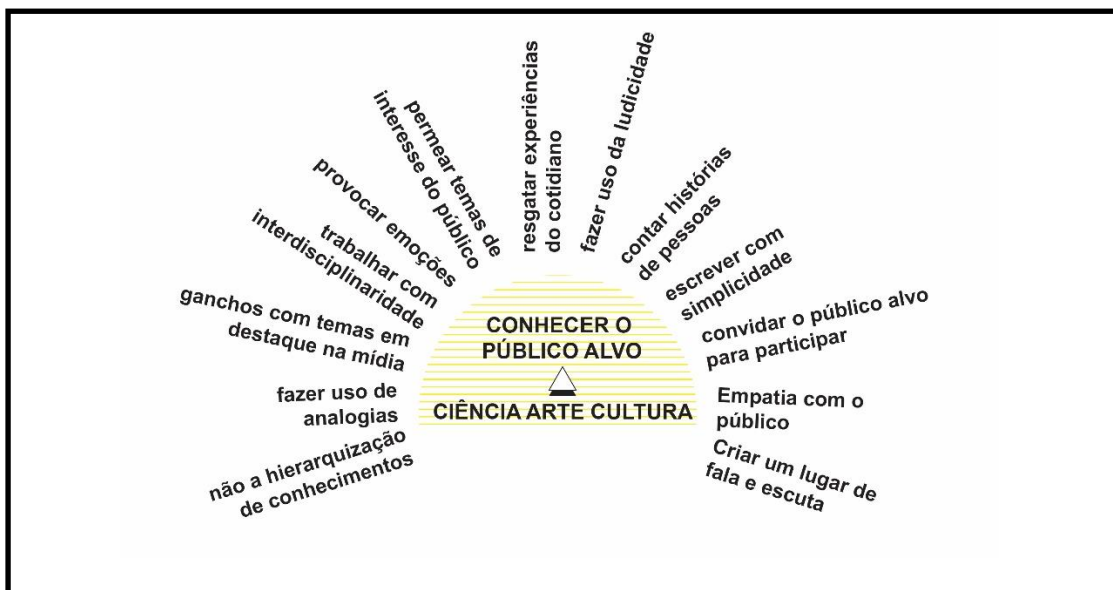 não a hierarquização
de conhecimentos
fazer uso de
analogias
ganchos com temas em
destaque na mídia
trabalhar com
interdisciplinaridade
provocar emoções
permear temas de
interesse do público
resgatar experiências
do cotidiano
fazer uso da ludicidade
contar histórias
de pessoas
escrever com
simplicidade
convidar o público alvo
para participar
Empatia com o
público
Criar um lugar de
fala e escuta
CONHECER O
PÚBLICO ALVO
CIÊNCIA ARTE CULTURA